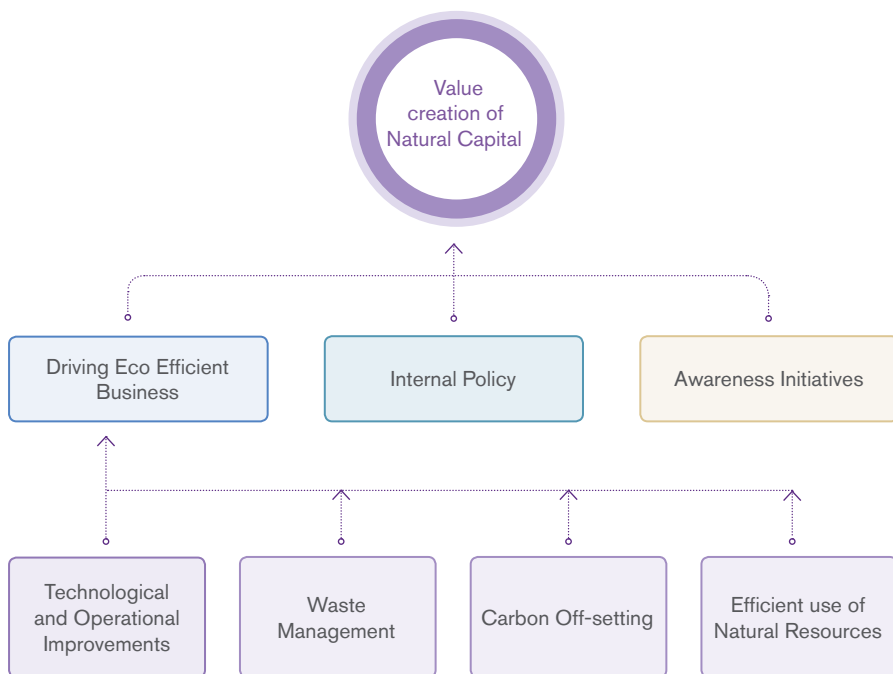 Value
creation of
Natural Capital
Driving Eco Efficient
Business
Internal Policy
Awareness Initiatives
Technological
and Operational
Improvements
Waste
Management
Carbon Off-setting
Efficient use of
Natural Resources